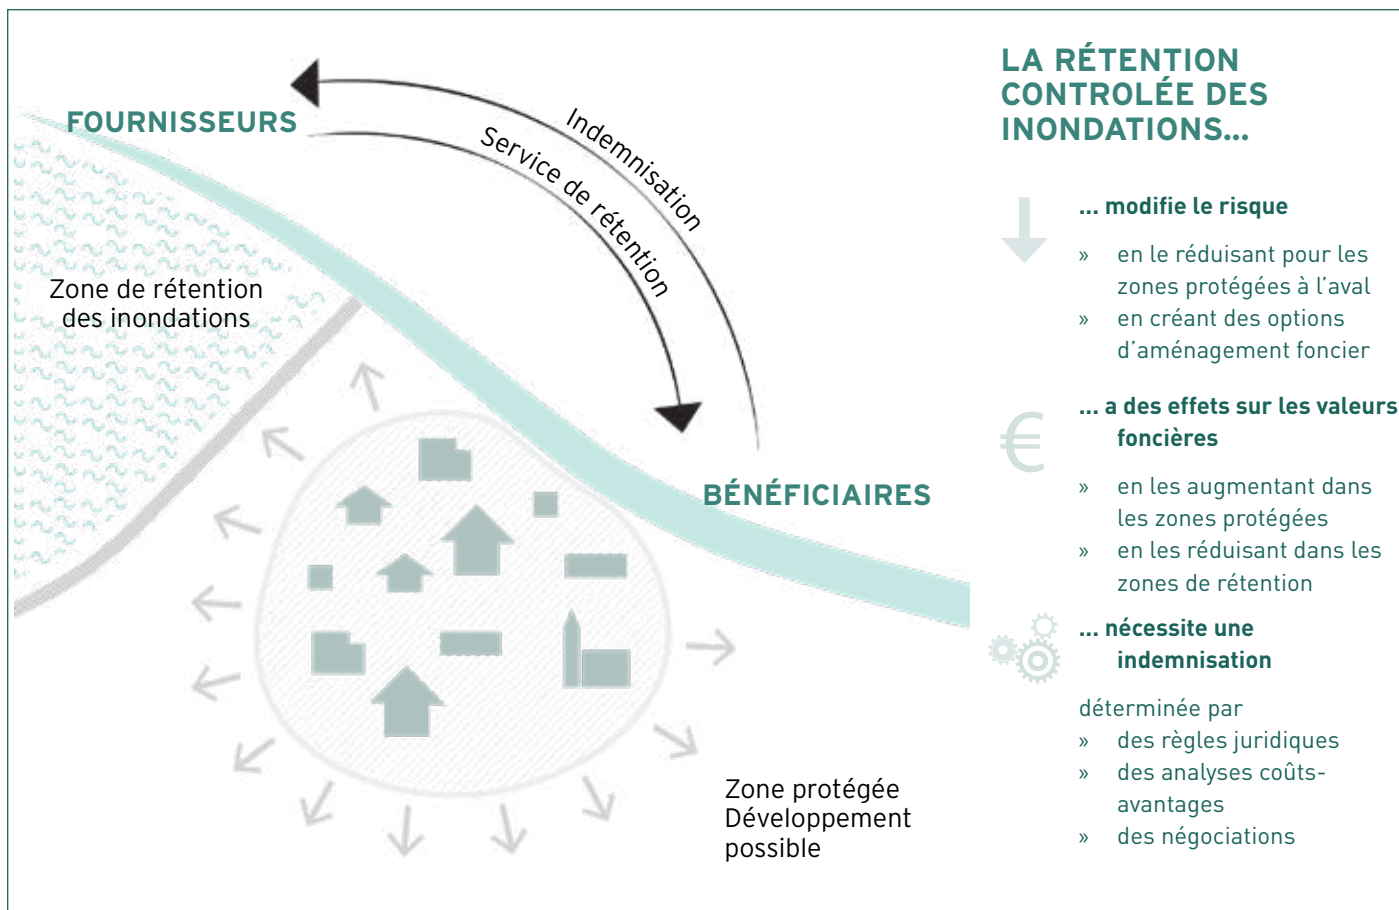 FOURNISSEURS
Indemnisation
Service de rétention
Zone de rétention
des inondations
BÉNÉFICIAIRES
Zone protégée
Développement
possible
LA RÉTENTION
CONTROLÉE DES
INONDATIONS...
... modifie le risque
» en le réduisant pour les
zones protégées à l’aval
» en créant des options
d’aménagement foncier
€
... a des effets sur les valeurs
foncières
» en les augmentant dans
les zones protégées
» en les réduisant dans les
zones de rétention
... nécessite une
indemnisation
déterminée par
» des règles juridiques
» des analyses coûts-
avantages
» des négociations